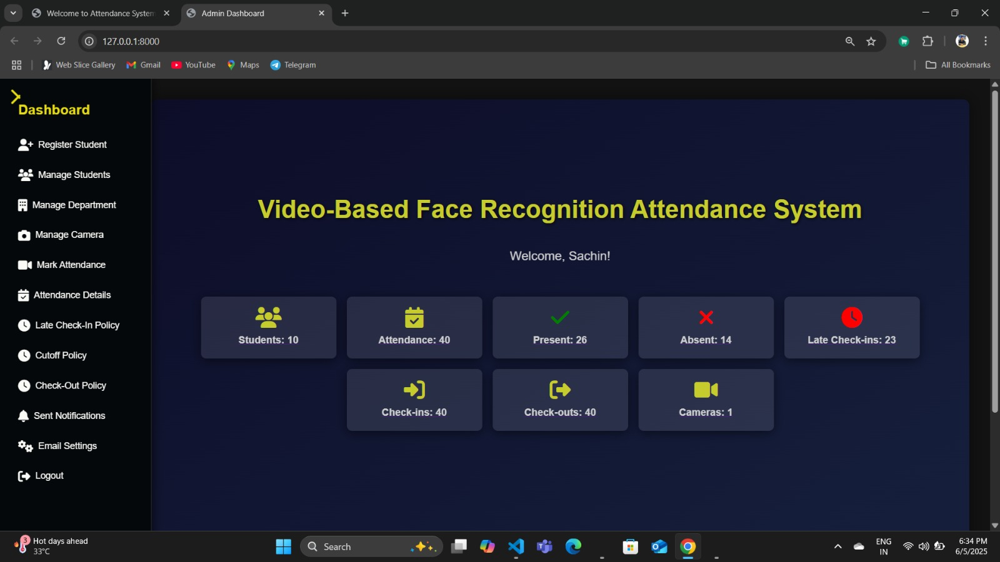 Welcome to Attendance System
Admin Dashboard
127.0.0.1:8000
Web Slice Gallery
Gmail
YouTube
Maps
Telegram
All Bookmarks
Dashboard
Register Student
Manage Students
Manage Department
Manage Camera
Mark Attendance
Attendance Details
Late Check-In Policy
Cutoff Policy
Check-Out Policy
Sent Notifications
Email Settings
Logout
Video-Based Face Recognition Attendance System
Welcome, Sachin!
Students: 10
Attendance: 40
Present: 26
Absent: 14
Late Check-ins: 23
Check-ins: 40
Check-outs: 40
Cameras: 1
3
Hot days ahead
33°C
Search
ENG
IN
6:34 PM
6/5/2025